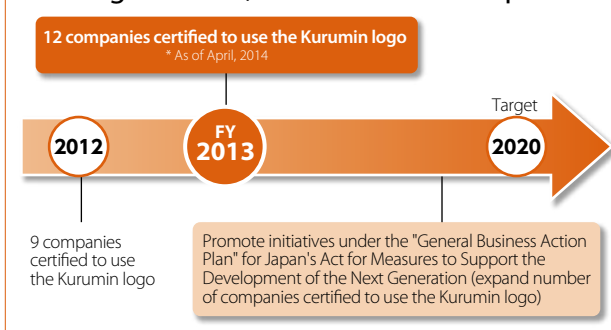 12 companies certified to use the Kurumin logo
* As of April, 2014
Target
2012
FY
2013
2020
9 companies
certified to use
the Kurumin logo
Promote initiatives under the "General Business Action
Plan" for Japan's Act for Measures to Support the
Development of the Next Generation (expand number
of companies certified to use the Kurumin logo)